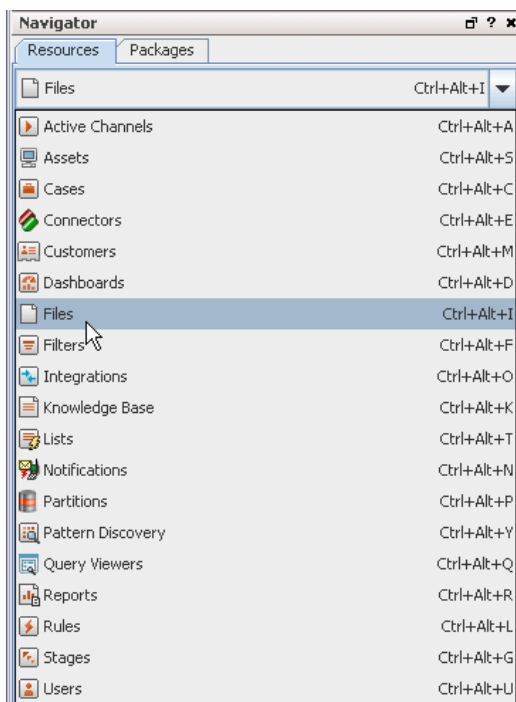 Navigator
Resources Packages
Files Ctrl+Alt+I
Active Channels Ctrl+Alt+A
Assets Ctrl+Alt+S
Cases Ctrl+Alt+C
Connectors Ctrl+Alt+E
Customers Ctrl+Alt+M
Dashboards Ctrl+Alt+D
Files Ctrl+Alt+I
Filters Ctrl+Alt+F
Integrations Ctrl+Alt+O
Knowledge Base Ctrl+Alt+K
Lists Ctrl+Alt+T
Notifications Ctrl+Alt+N
Partitions Ctrl+Alt+P
Pattern Discovery Ctrl+Alt+Y
Query Viewers Ctrl+Alt+Q
Reports Ctrl+Alt+R
Rules Ctrl+Alt+L
Stages Ctrl+Alt+G
Users Ctrl+Alt+U